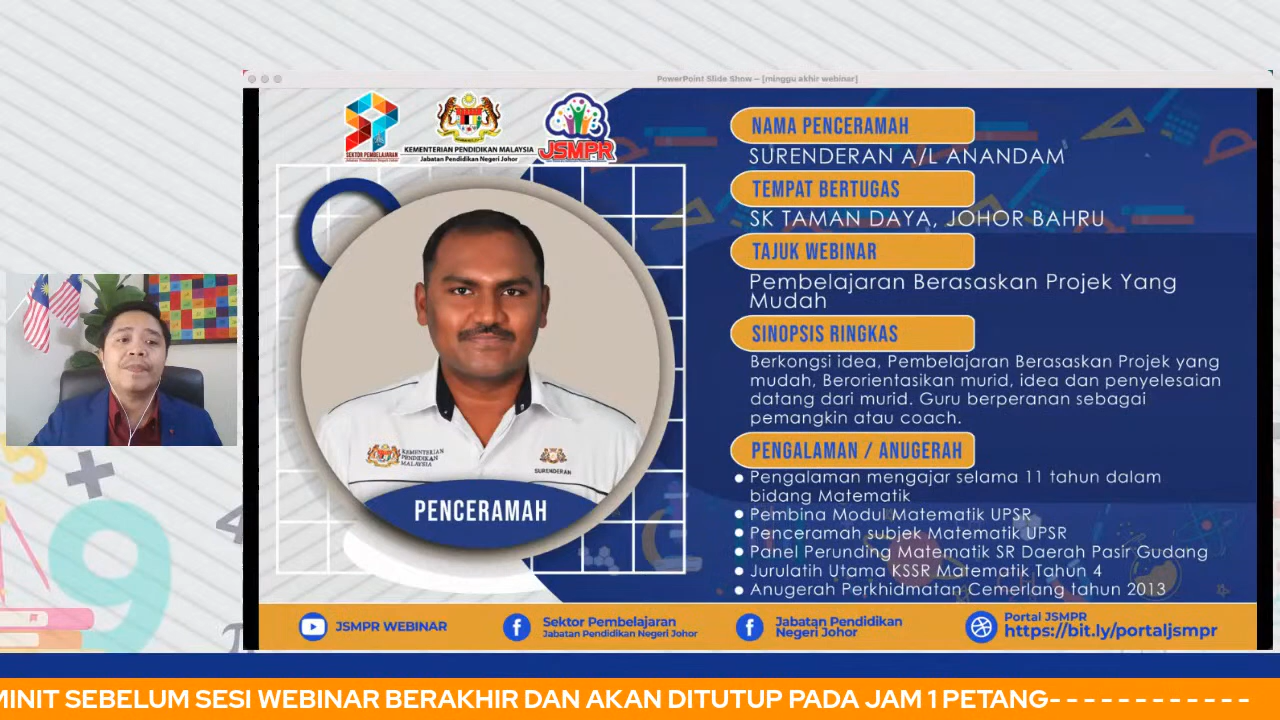 PowerPoint Slide Show – [minggu akhir webinar]
SEKTOR PEMBELAJARAN
KEMENTERIAN PENDIDIKAN MALAYSIA
Jabatan Pendidikan Negeri Johor
JSMPR
NAMA PENCERAMAH
SURENDERAN A/L ANANDAM
TEMPAT BERTUGAS
SK TAMAN DAYA, JOHOR BAHRU
TAJUK WEBINAR
Pembelajaran Berasaskan Projek Yang
Mudah
SINOPSIS RINGKAS
Berkongsi idea, Pembelajaran Berasaskan Projek yang
mudah, Berorientasikan murid, idea dan penyelesaian
datang dari murid. Guru berperanan sebagai
pemangkin atau coach.
PENGALAMAN / ANUGERAH
Pengalaman mengajar selama 11 tahun dalam
bidang Matematik
Pembina Modul Matematik UPSR
Penceramah subjek Matematik UPSR
Panel Perunding Matematik SR Daerah Pasir Gudang
Jurulatih Utama KSSR Matematik Tahun 4
Anugerah Perkhidmatan Cemerlang tahun 2013
KEMENTERIAN
PENDIDIKAN
MALAYSIA
SURENDERAN
PENCERAMAH
JSMPR WEBINAR
Sektor Pembelajaran
Jabatan Pendidikan Negeri Johor
Jabatan Pendidikan
Negeri Johor
Portal JSMPR
https://bit.ly/portaljsmpr
5
+
4
9
π
MINIT SEBELUM SESI WEBINAR BERAKHIR DAN AKAN DITUTUP PADA JAM 1 PETANG------------